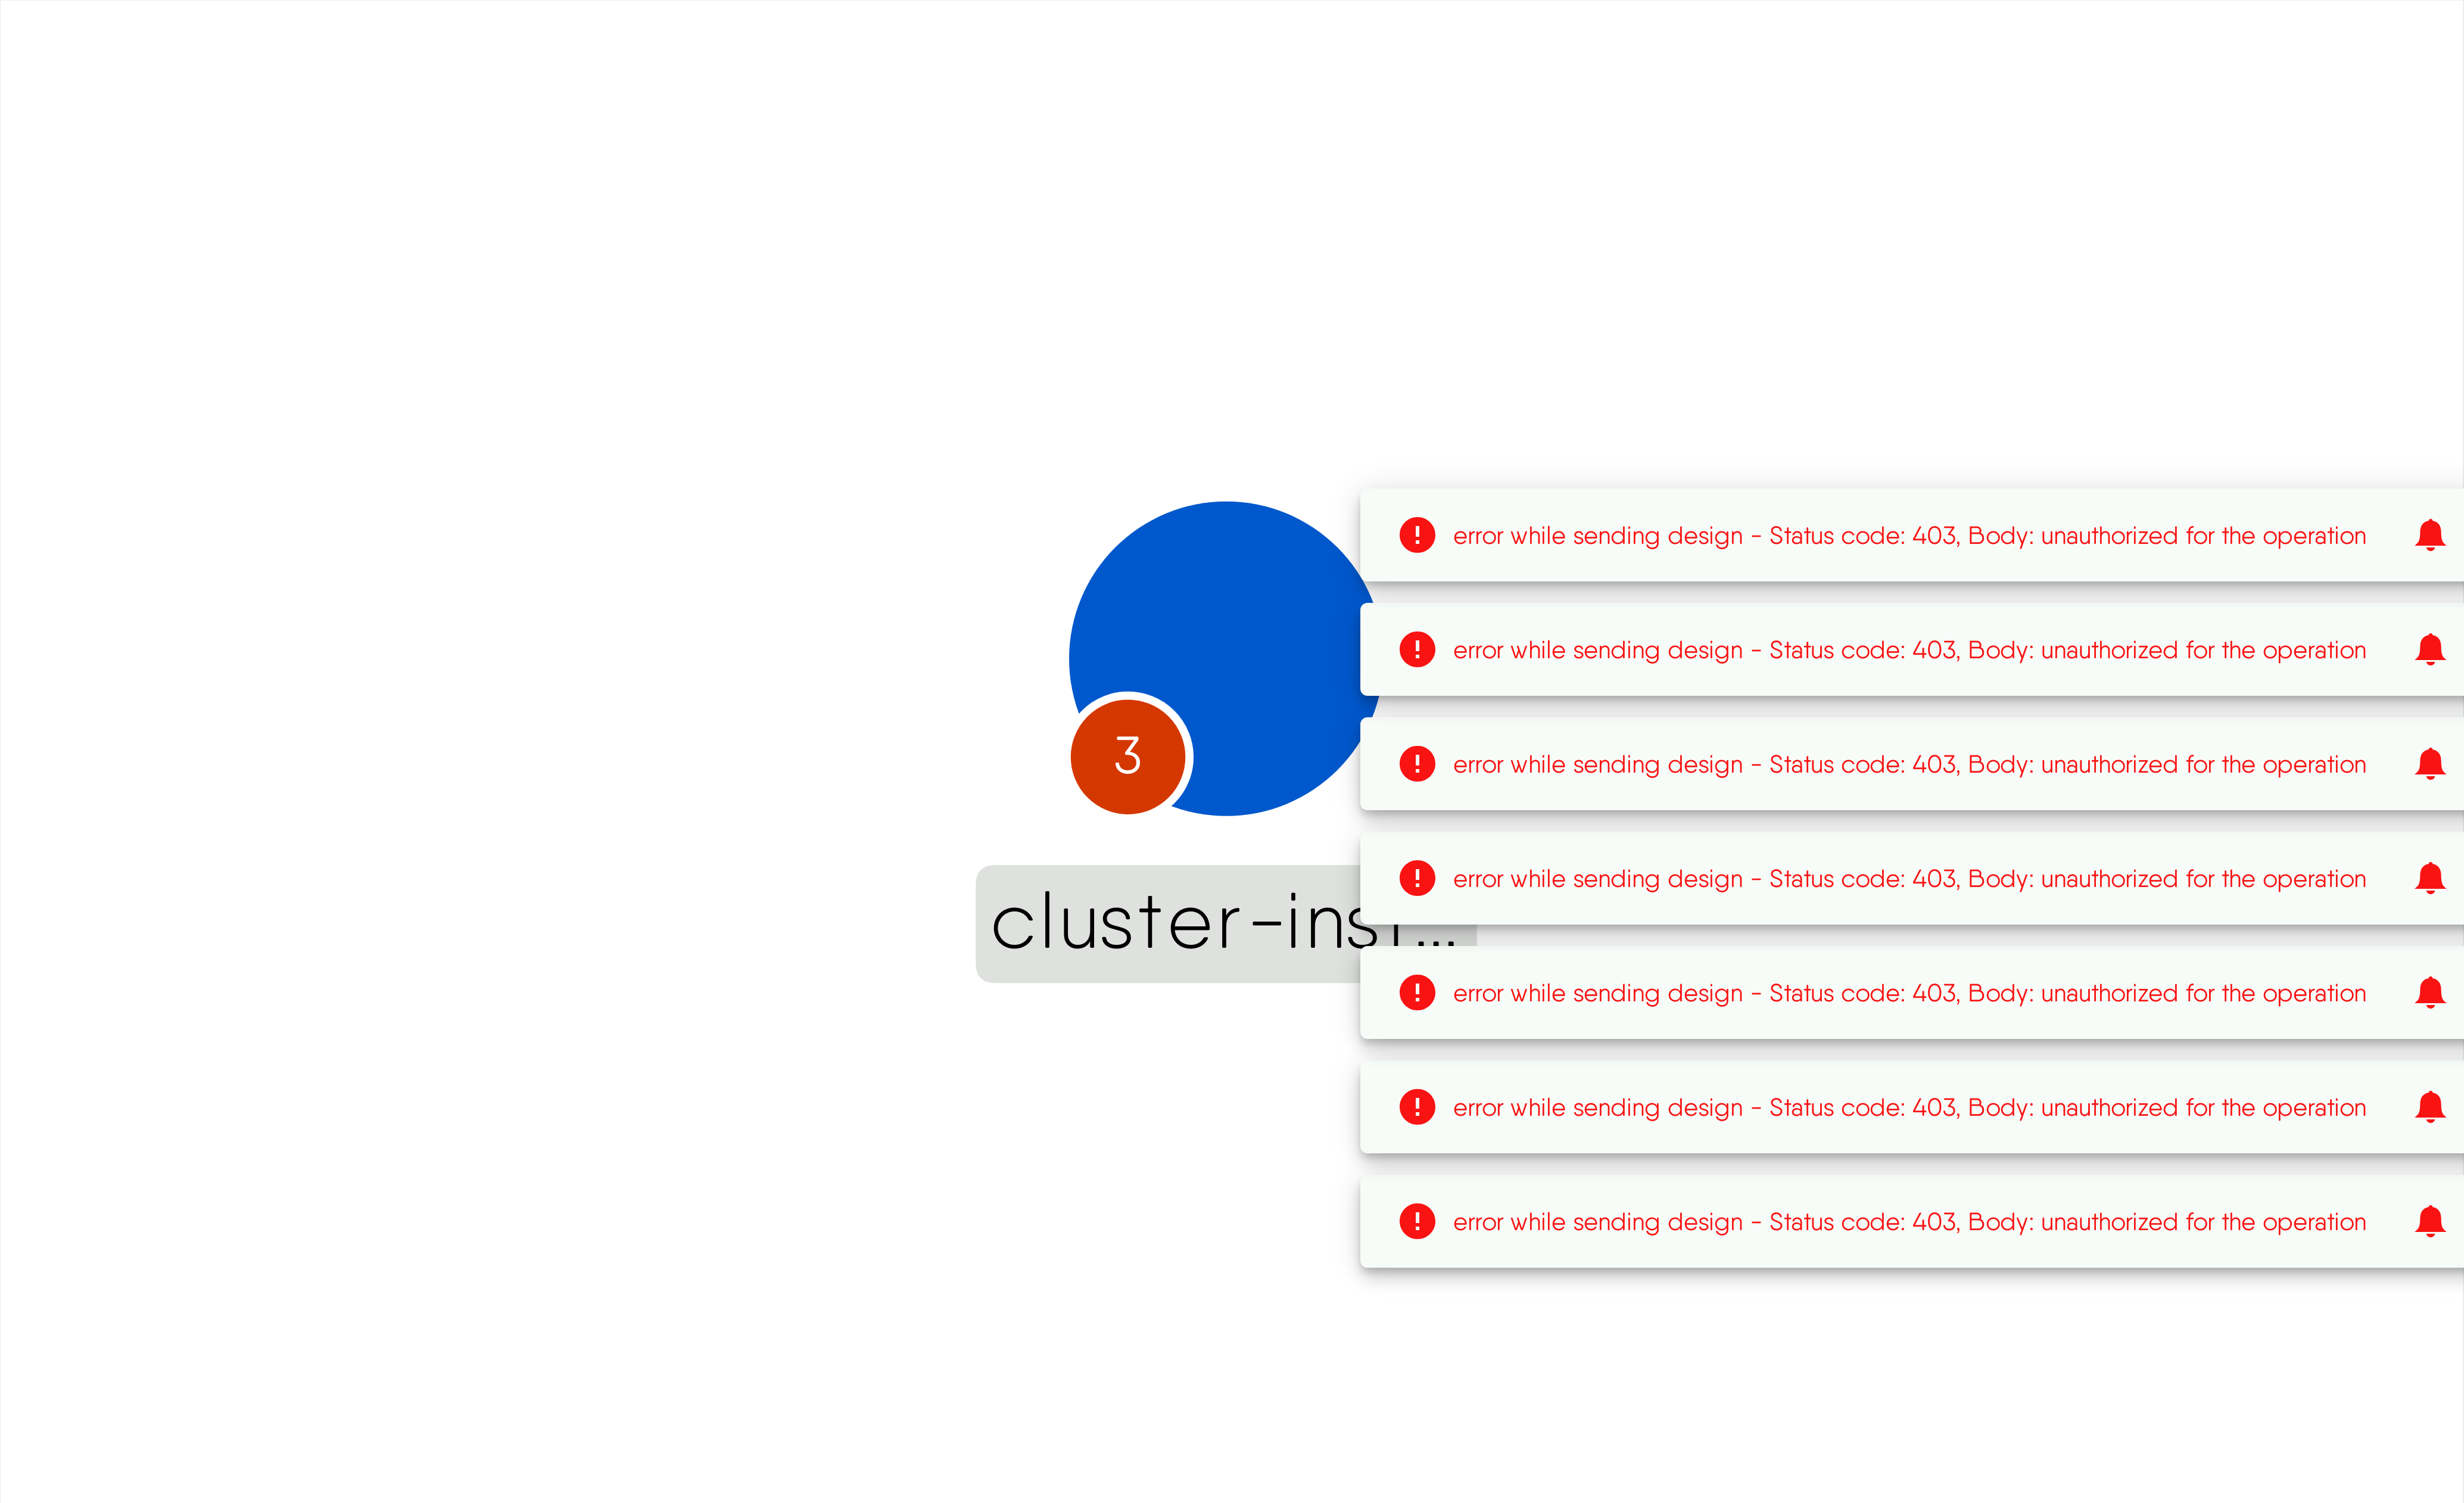 error while sending design - Status code: 403, Body: unauthorized for the operation
error while sending design - Status code: 403, Body: unauthorized for the operation
3
error while sending design - Status code: 403, Body: unauthorized for the operation
error while sending design - Status code: 403, Body: unauthorized for the operation
cluster-inst...
error while sending design - Status code: 403, Body: unauthorized for the operation
error while sending design - Status code: 403, Body: unauthorized for the operation
error while sending design - Status code: 403, Body: unauthorized for the operation